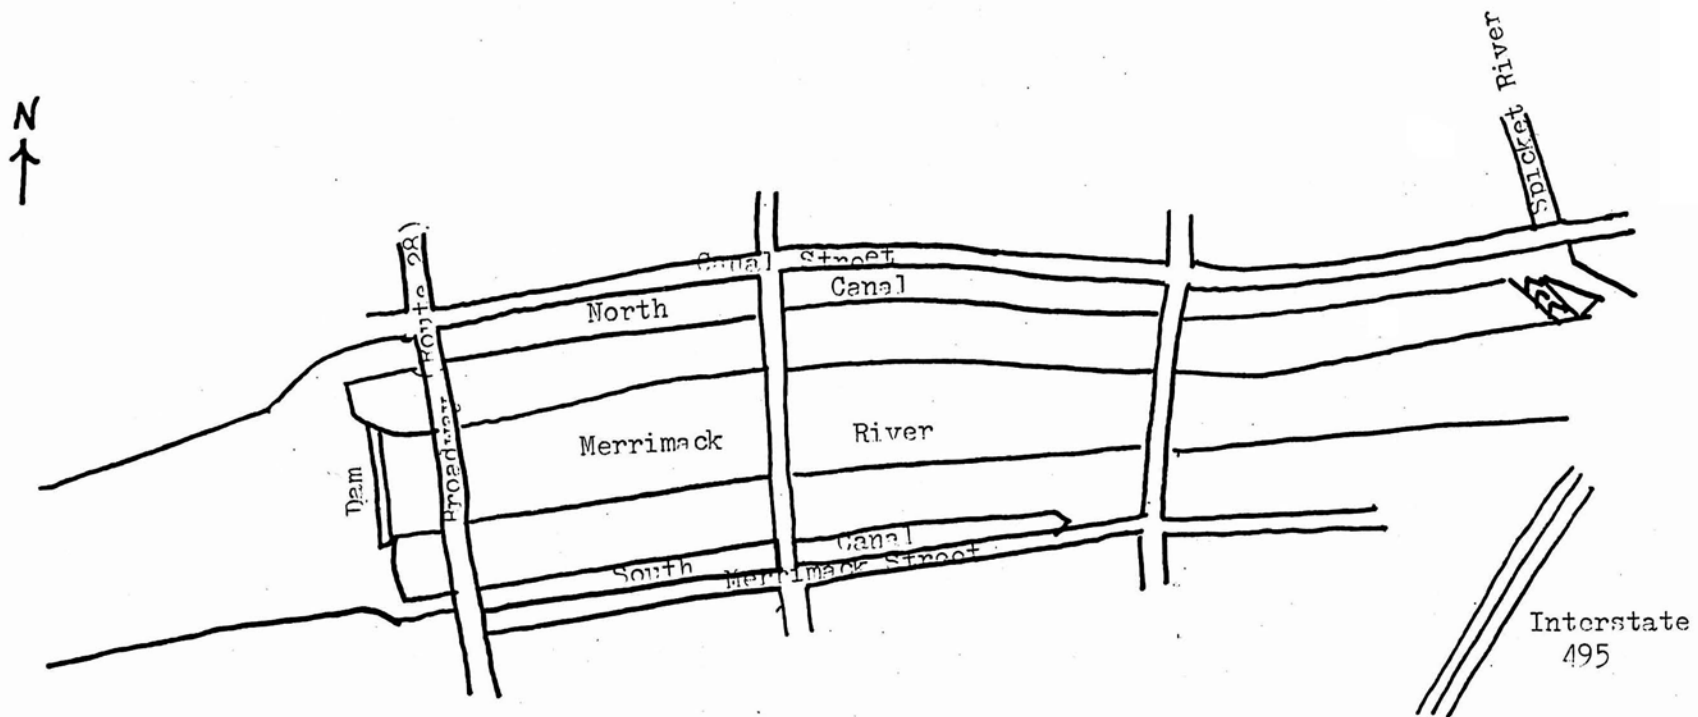 N
Spicket River
(Route 28)
Canal Street
North Canal
Broadway
Merrimack River
Dam
South Canal
Merrimack Street
Interstate
495